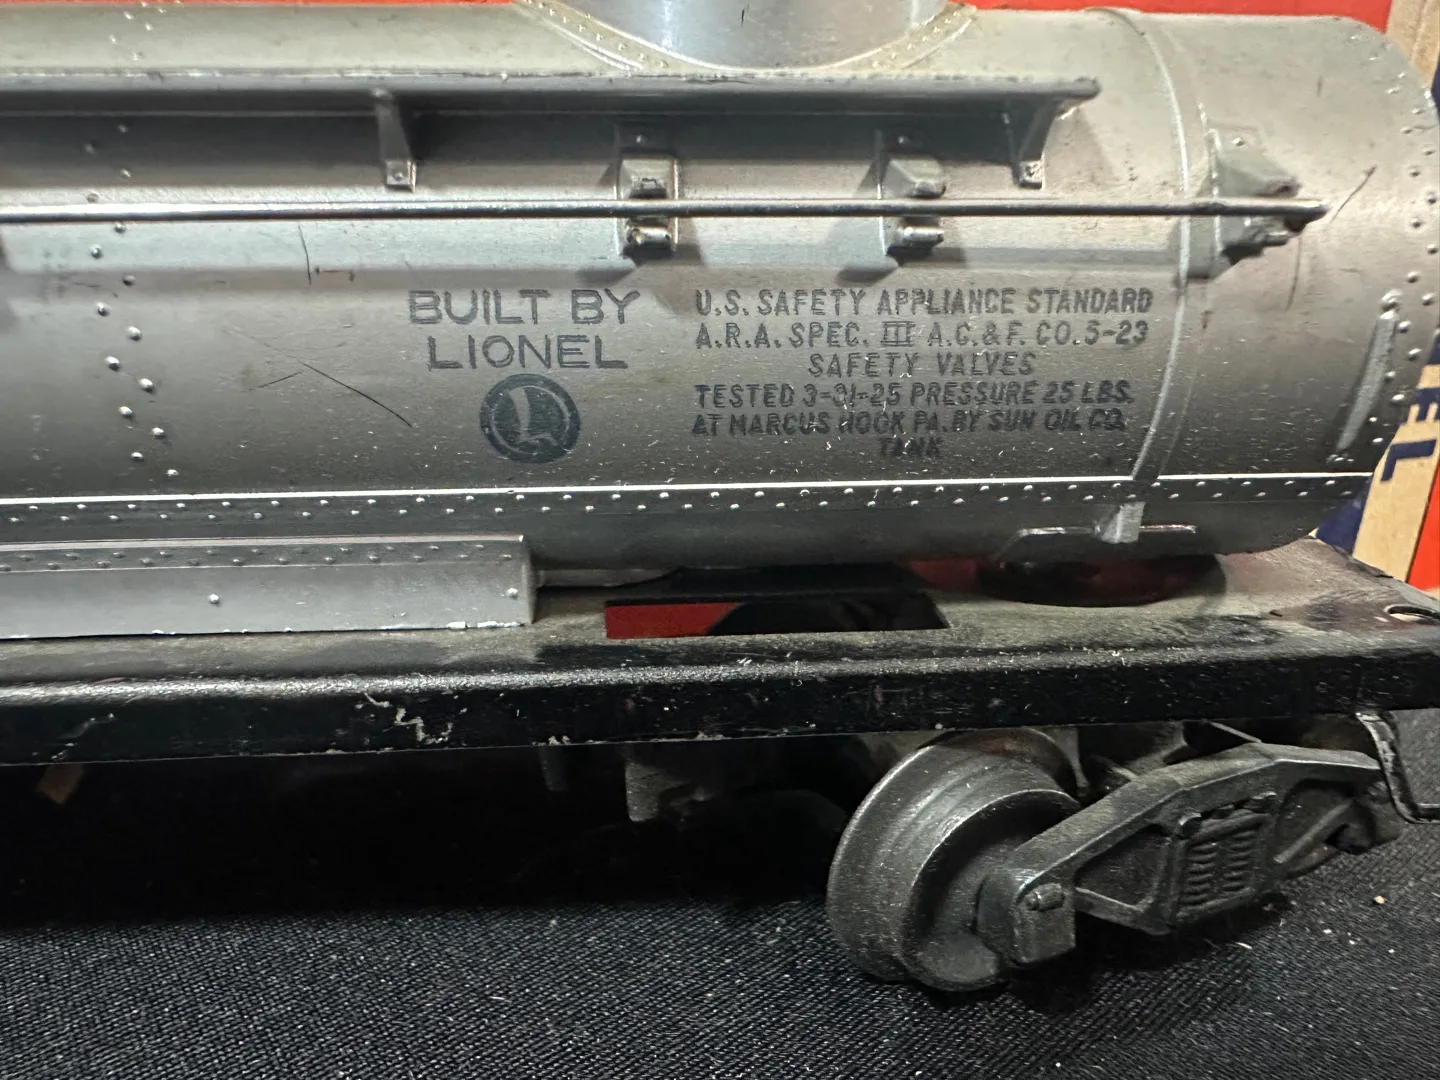 BUILT BY
LIONEL
L
U.S. SAFETY APPLIANCE STANDARD
A.R.A. SPEC. III A.C.&F. CO. 5-23
SAFETY VALVES
TESTED 3-31-25 PRESSURE 25 LBS.
AT MARCUS HOOK PA. BY SUN OIL CO.
TANK
EL